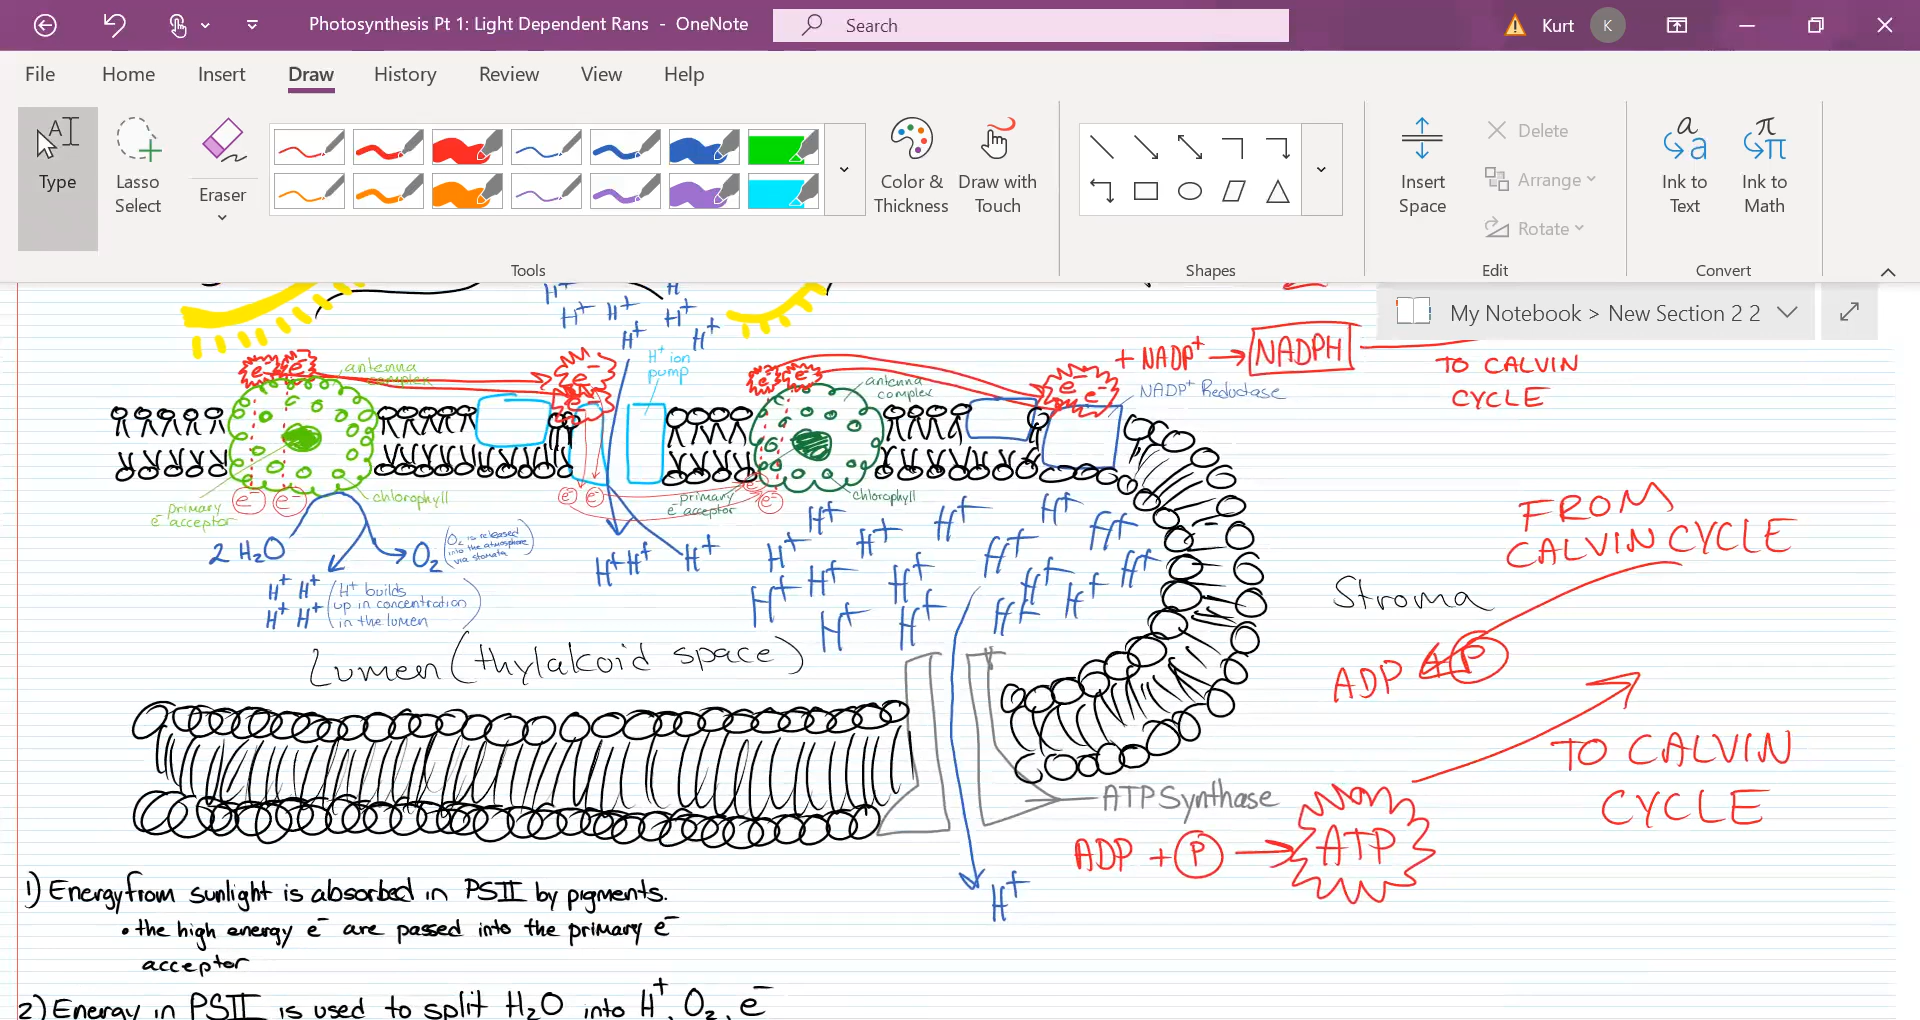 Photosynthesis Pt 1: Light Dependent Rans - OneNote
Search
Kurt
K
File Home Insert Draw History Review View Help
Type
Lasso Select
Eraser
Color & Thickness
Draw with Touch
Insert Space
Delete
Arrange
Rotate
Ink to Text
Ink to Math
Tools
Shapes
Edit
Convert
My Notebook > New Section 2 2
H+ H
H+ H+ H+
H+ H+
H+ ion
pump
+ NADP+ → NADPH
TO CALVIN
CYCLE
NADP+ Reductase
e- e-
antenna
complex
e-
e-
e- e-
antenna
complex
e-
e-
primary
e- acceptor
e- e-
chlorophyll
e- e-
primary
e- acceptor
e-
e-
chlorophyll
2 H2O
O2
(O2 is released
into the atmosphere
via stomata)
H+ H+
H+ H+
(H+ builds
up in concentration
in the lumen)
H+ H+ H+
H+ H+ H+ H+ H+
H+ H+ H+ H+ H+
H+ H+ H+ H+ H+
H+ H+
FROM
CALVIN CYCLE
Stroma
ADP + P
Lumen (thylakoid space)
TO CALVIN
CYCLE
ATP Synthase
ADP + P → ATP
H+
1) Energy from sunlight is absorbed in PSII by pigments.
• the high energy e- are passed into the primary e-
acceptor
2) Energy in PSII is used to split H2O into H+, O2, e-